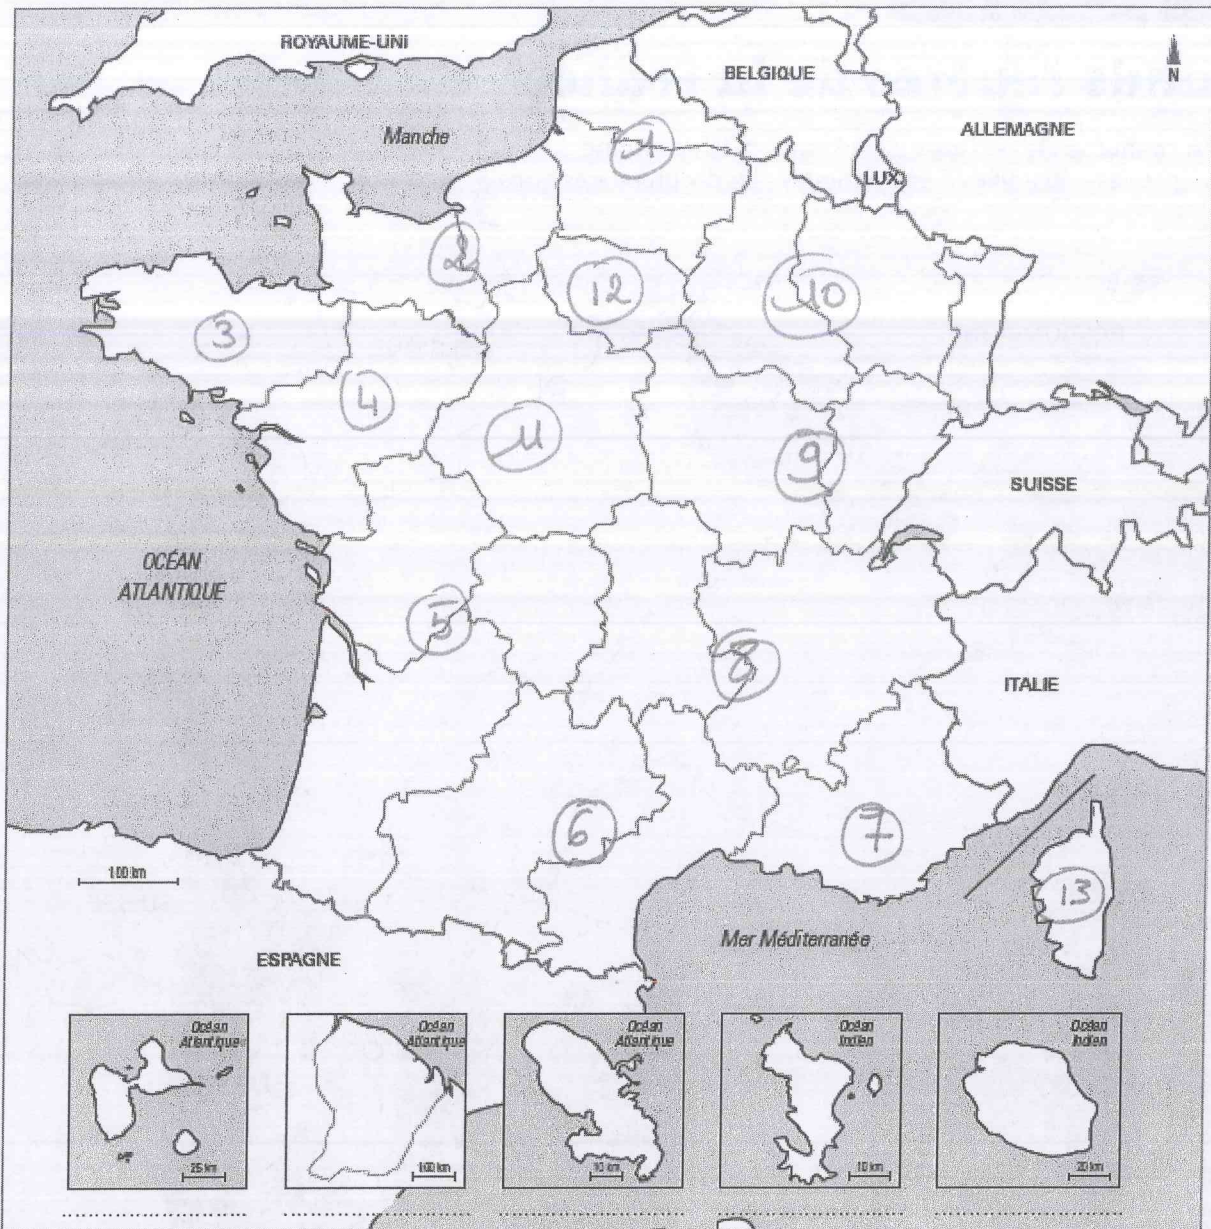 ROYAUME-UNI
BELGIQUE
N
Manche
ALLEMAGNE
1
LUX.
2
12
10
3
4
11
9
SUISSE
OCÉAN
ATLANTIQUE
5
8
ITALIE
6
7
100 km
13
Mer Méditerranée
ESPAGNE
Océan
Atlantique
25 km
Océan
Atlantique
100 km
Océan
Atlantique
10 km
Océan
Indien
10 km
Océan
Indien
20 km